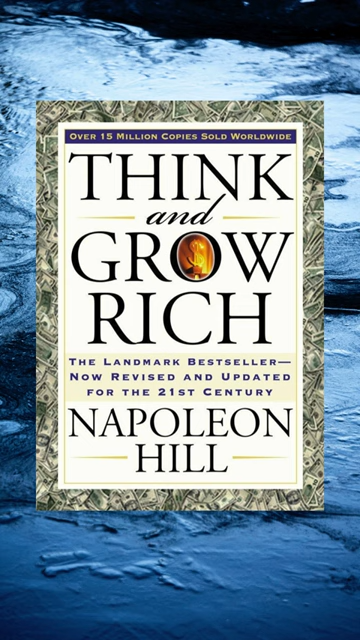 OVER 15 MILLION COPIES SOLD WORLDWIDE
THINK
and
GROW
RICH
THE LANDMARK BESTSELLER—
NOW REVISED AND UPDATED
FOR THE 21ST CENTURY
NAPOLEON
HILL